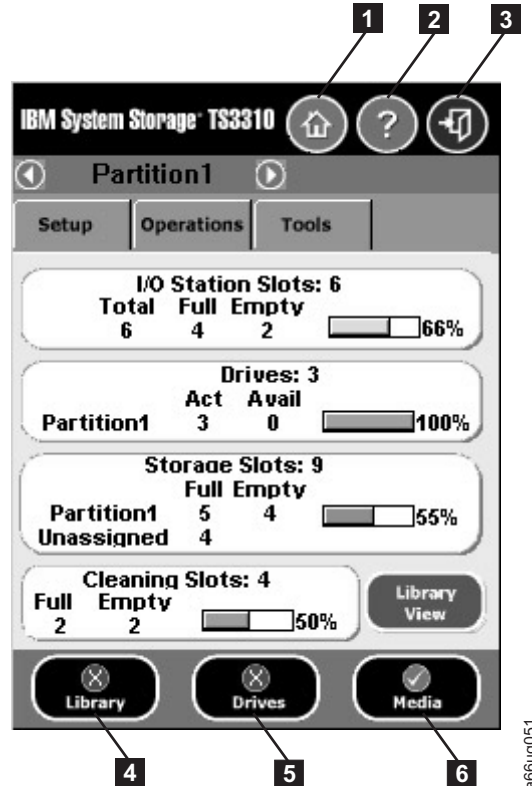 1 2 3
IBM System Storage TS3310 ?
Partition1
Setup Operations Tools
I/O Station Slots: 6
Total Full Empty
6 4 2 66%
Drives: 3
Act Avail
Partition1 3 0 100%
Storage Slots: 9
Full Empty
Partition1 5 4 55%
Unassigned 4
Cleaning Slots: 4
Full Empty
2 2 50%
Library
View
Library Drives Media
4 5 6
a66ug051